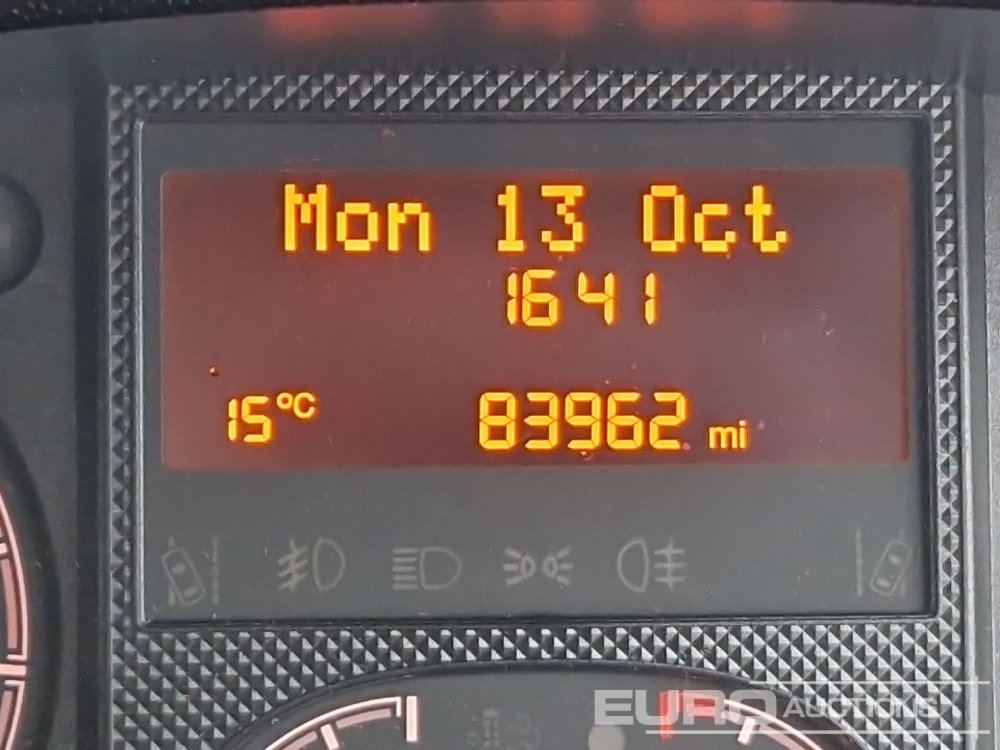 Mon 13 Oct
1641
15°C 83962 mi
EURO AUCTIONS